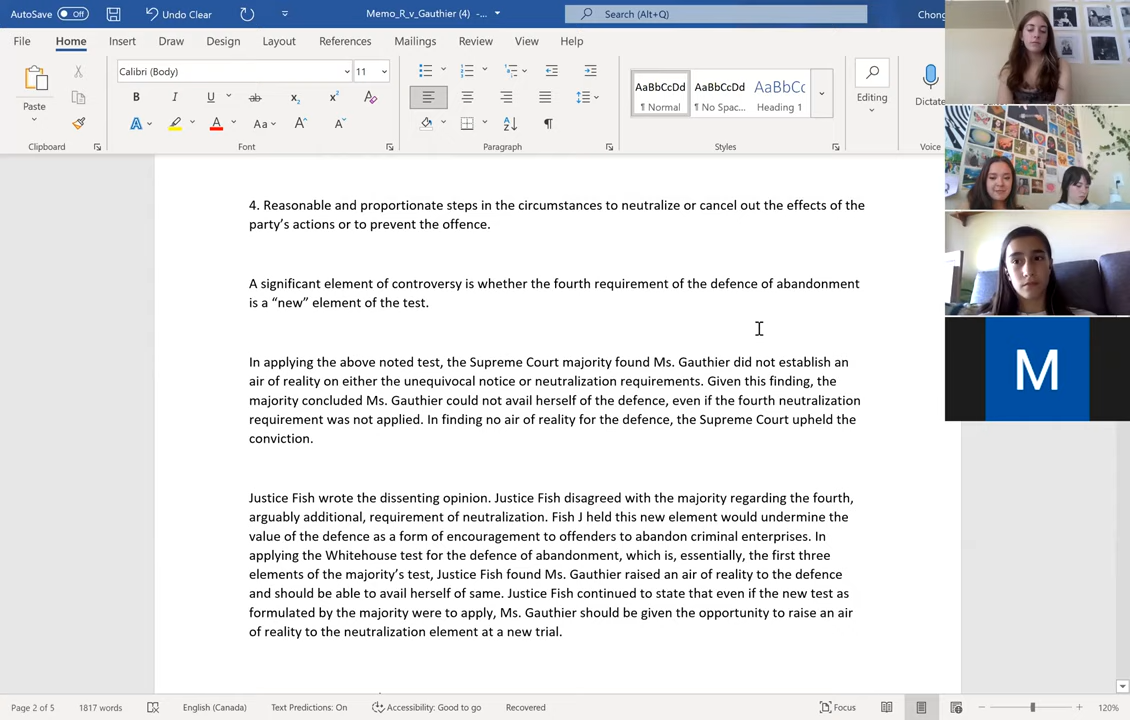 AutoSave Off Undo Clear Memo_R_v_Gauthier (4) -... Search (Alt+Q) Chong
File Home Insert Draw Design Layout References Mailings Review View Help
Calibri (Body) 11
AaBbCcDd AaBbCcDd AaBbCc
Paste ¶ Normal ¶ No Spac... Heading 1 Editing Dictate
Clipboard Font Paragraph Styles Voice
4. Reasonable and proportionate steps in the circumstances to neutralize or cancel out the effects of the
party's actions or to prevent the offence.
A significant element of controversy is whether the fourth requirement of the defence of abandonment
is a “new” element of the test.
In applying the above noted test, the Supreme Court majority found Ms. Gauthier did not establish an
air of reality on either the unequivocal notice or neutralization requirements. Given this finding, the
majority concluded Ms. Gauthier could not avail herself of the defence, even if the fourth neutralization
requirement was not applied. In finding no air of reality for the defence, the Supreme Court upheld the
conviction.
Justice Fish wrote the dissenting opinion. Justice Fish disagreed with the majority regarding the fourth,
arguably additional, requirement of neutralization. Fish J held this new element would undermine the
value of the defence as a form of encouragement to offenders to abandon criminal enterprises. In
applying the Whitehouse test for the defence of abandonment, which is, essentially, the first three
elements of the majority's test, Justice Fish found Ms. Gauthier raised an air of reality to the defence
and should be able to avail herself of same. Justice Fish continued to state that even if the new test as
formulated by the majority were to apply, Ms. Gauthier should be given the opportunity to raise an air
of reality to the neutralization element at a new trial.
Page 2 of 5 1817 words English (Canada) Text Predictions: On Accessibility: Good to go Recovered Focus 120%
M